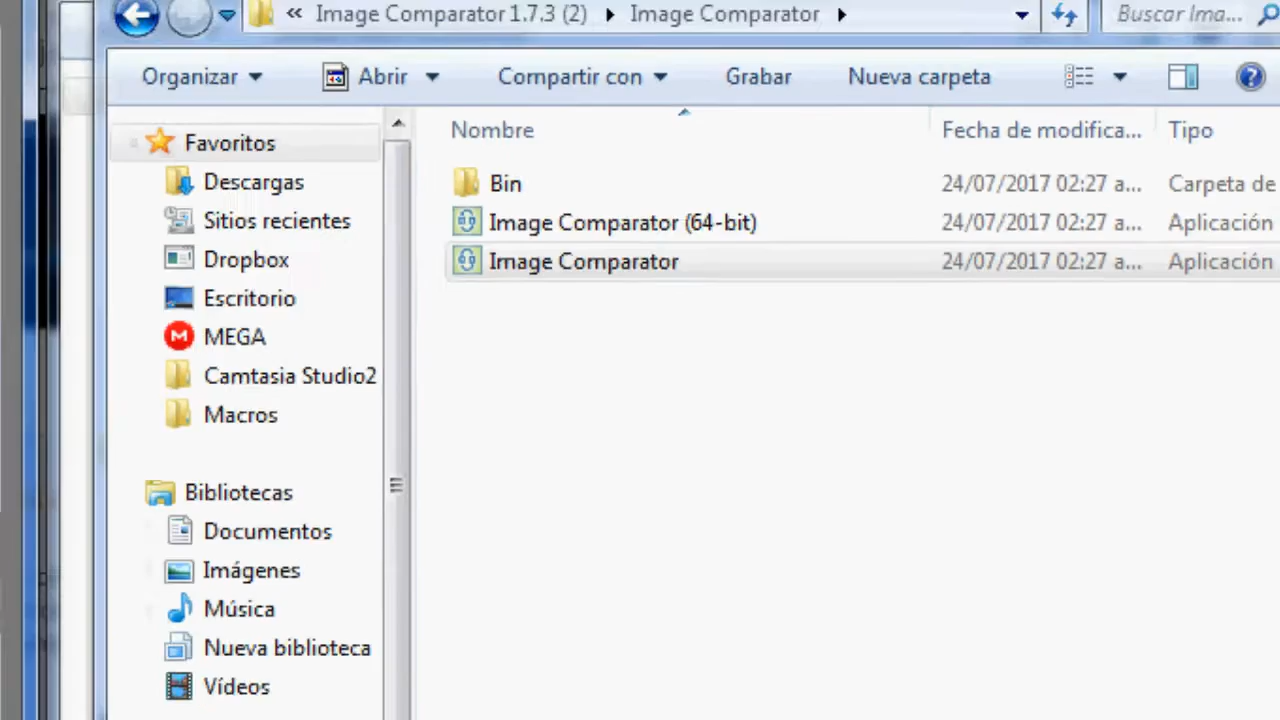 « Image Comparator 1.7.3 (2) Image Comparator Buscar Ima...
Organizar Abrir Compartir con Grabar Nueva carpeta
Nombre Fecha de modifica... Tipo
Favoritos
Descargas
Sitios recientes
Dropbox
Escritorio
MEGA
Camtasia Studio2
Macros
Bibliotecas
Documentos
Imágenes
Música
Nueva biblioteca
Vídeos
Bin 24/07/2017 02:27 a... Carpeta de
Image Comparator (64-bit) 24/07/2017 02:27 a... Aplicación
Image Comparator 24/07/2017 02:27 a... Aplicación